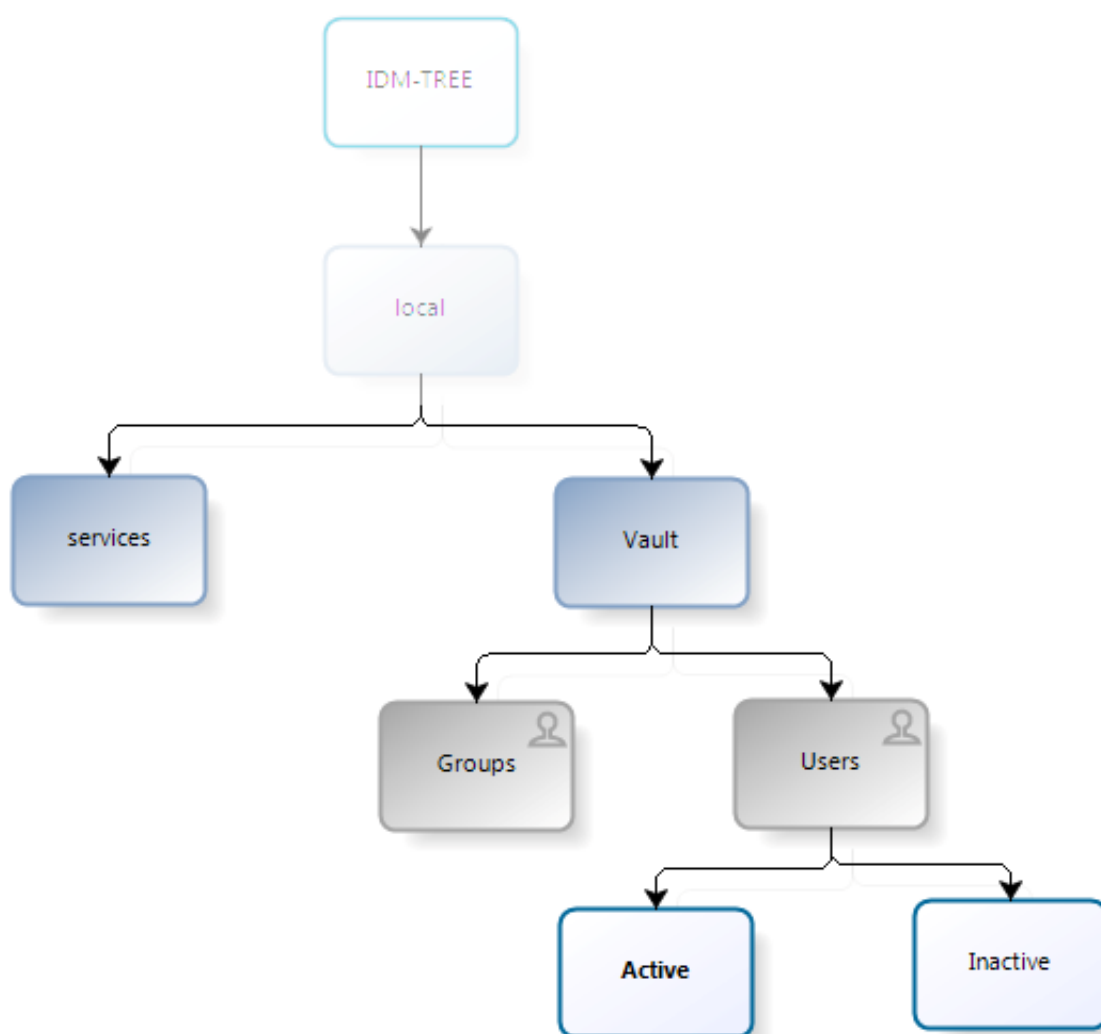 IDM-TREE
local
services
Vault
Groups
Users
Active
Inactive